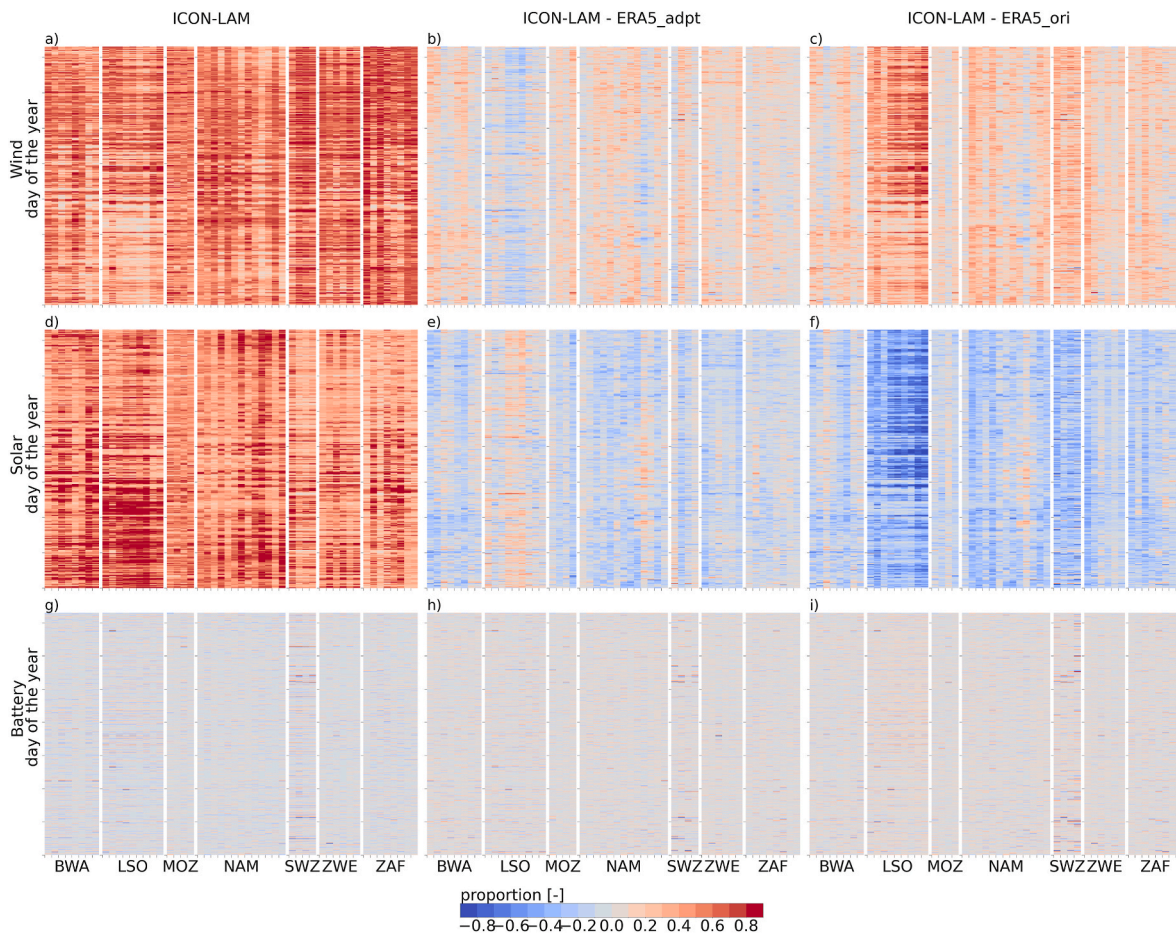 ICON-LAM
ICON-LAM - ERA5_adpt
ICON-LAM - ERA5_ori
a)
b)
c)
Wind
day of the year
d)
e)
f)
Solar
day of the year
g)
h)
i)
Battery
day of the year
BWA LSO MOZ NAM SWZ ZWE ZAF
BWA LSO MOZ NAM SWZ ZWE ZAF
BWA LSO MOZ NAM SWZ ZWE ZAF
proportion [-]
−0.8 −0.6 −0.4 −0.2 0.0 0.2 0.4 0.6 0.8